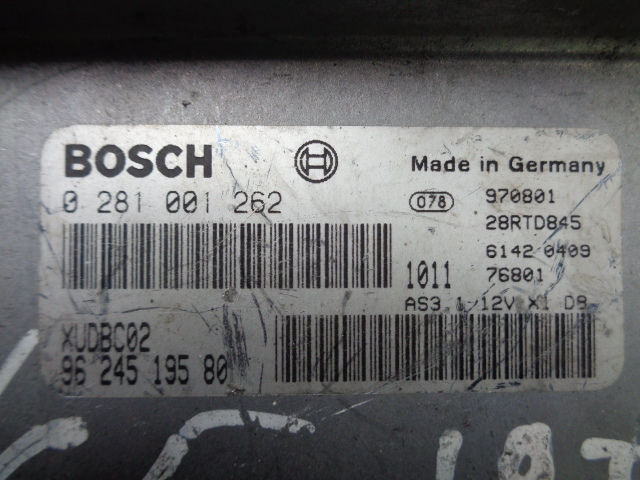 BOSCH
Made in Germany
0 281 001 262
078
970801
28RTD845
6142 0409
1011 76801
AS3.1-12V X1 D8
XUDBC02
96 245 195 80